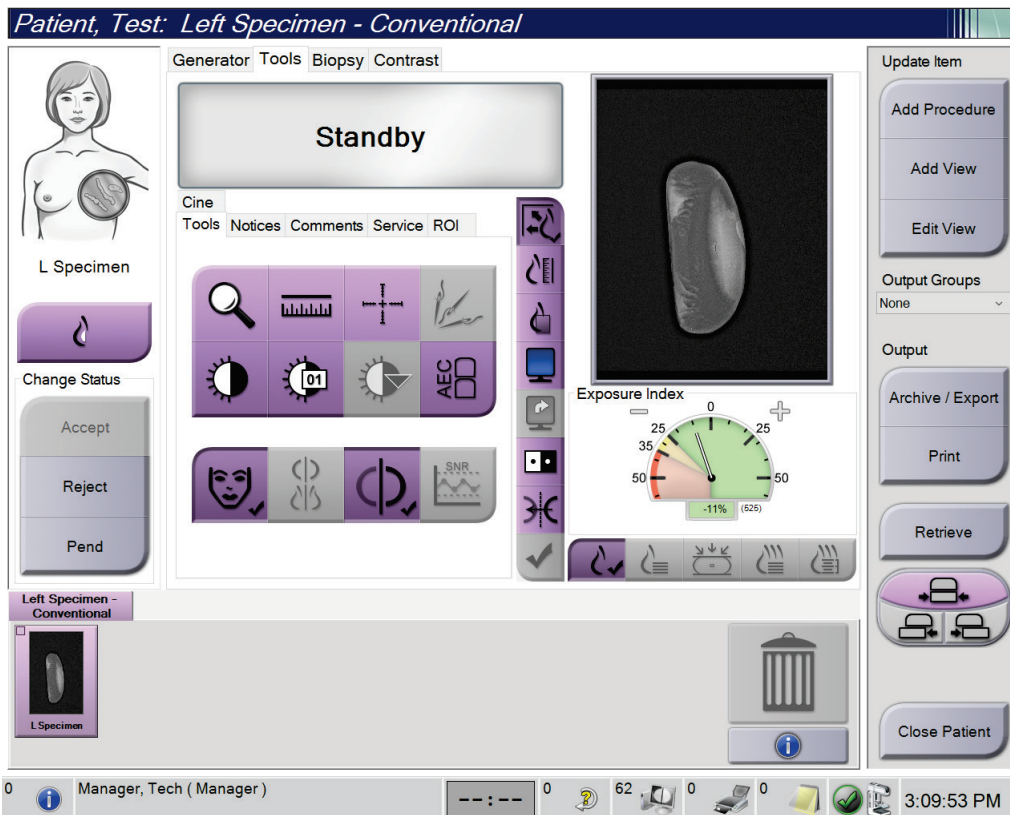 Patient, Test: Left Specimen - Conventional
L Specimen
Change Status
Accept
Reject
Pend
Generator Tools Biopsy Contrast
Standby
Cine
Tools Notices Comments Service ROI
01
AEC
SNR
Exposure Index
0
25 25
35
50 50
-11% (525)
Update Item
Add Procedure
Add View
Edit View
Output Groups
None
Output
Archive / Export
Print
Retrieve
Close Patient
Left Specimen -
Conventional
L Specimen
0 Manager, Tech ( Manager ) --:-- 0 62 0 0 3:09:53 PM